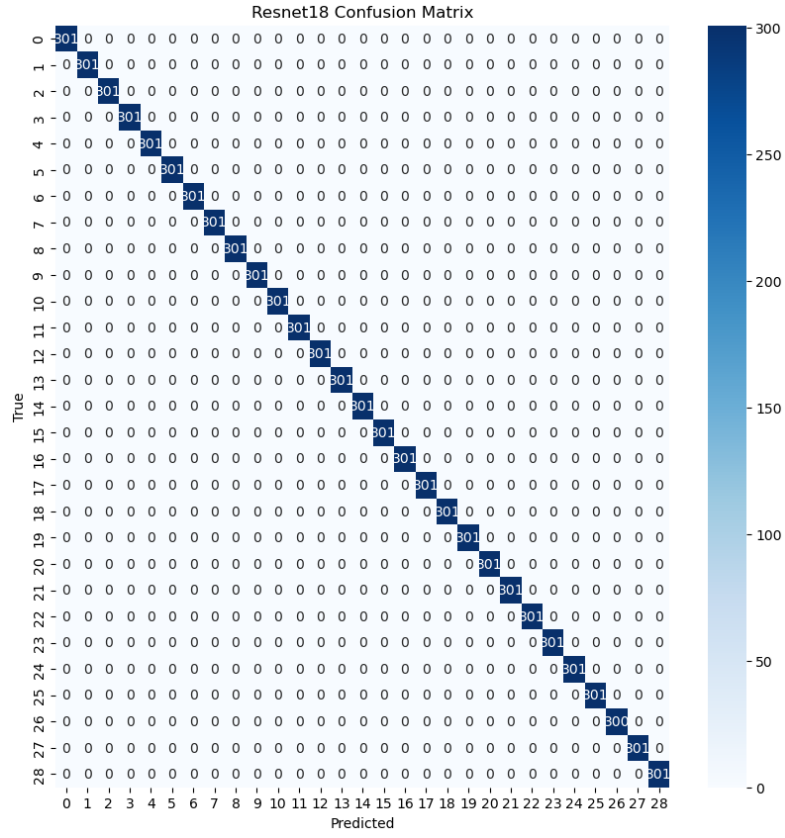 Resnet18 Confusion Matrix
0 301 0 0 0 0 0 0 0 0 0 0 0 0 0 0 0 0 0 0 0 0 0 0 0 0 0 0 0 0
1 0 301 0 0 0 0 0 0 0 0 0 0 0 0 0 0 0 0 0 0 0 0 0 0 0 0 0 0 0
2 0 0 301 0 0 0 0 0 0 0 0 0 0 0 0 0 0 0 0 0 0 0 0 0 0 0 0 0 0
3 0 0 0 301 0 0 0 0 0 0 0 0 0 0 0 0 0 0 0 0 0 0 0 0 0 0 0 0 0
4 0 0 0 0 301 0 0 0 0 0 0 0 0 0 0 0 0 0 0 0 0 0 0 0 0 0 0 0 0
5 0 0 0 0 0 301 0 0 0 0 0 0 0 0 0 0 0 0 0 0 0 0 0 0 0 0 0 0 0
6 0 0 0 0 0 0 301 0 0 0 0 0 0 0 0 0 0 0 0 0 0 0 0 0 0 0 0 0 0
7 0 0 0 0 0 0 0 301 0 0 0 0 0 0 0 0 0 0 0 0 0 0 0 0 0 0 0 0 0
8 0 0 0 0 0 0 0 0 301 0 0 0 0 0 0 0 0 0 0 0 0 0 0 0 0 0 0 0 0
9 0 0 0 0 0 0 0 0 0 301 0 0 0 0 0 0 0 0 0 0 0 0 0 0 0 0 0 0 0
10 0 0 0 0 0 0 0 0 0 0 301 0 0 0 0 0 0 0 0 0 0 0 0 0 0 0 0 0 0
11 0 0 0 0 0 0 0 0 0 0 0 301 0 0 0 0 0 0 0 0 0 0 0 0 0 0 0 0 0
12 0 0 0 0 0 0 0 0 0 0 0 0 301 0 0 0 0 0 0 0 0 0 0 0 0 0 0 0 0
13 0 0 0 0 0 0 0 0 0 0 0 0 0 301 0 0 0 0 0 0 0 0 0 0 0 0 0 0 0
14 0 0 0 0 0 0 0 0 0 0 0 0 0 0 301 0 0 0 0 0 0 0 0 0 0 0 0 0 0
15 0 0 0 0 0 0 0 0 0 0 0 0 0 0 0 301 0 0 0 0 0 0 0 0 0 0 0 0 0
16 0 0 0 0 0 0 0 0 0 0 0 0 0 0 0 0 301 0 0 0 0 0 0 0 0 0 0 0 0
17 0 0 0 0 0 0 0 0 0 0 0 0 0 0 0 0 0 301 0 0 0 0 0 0 0 0 0 0 0
18 0 0 0 0 0 0 0 0 0 0 0 0 0 0 0 0 0 0 301 0 0 0 0 0 0 0 0 0 0
19 0 0 0 0 0 0 0 0 0 0 0 0 0 0 0 0 0 0 0 301 0 0 0 0 0 0 0 0 0
20 0 0 0 0 0 0 0 0 0 0 0 0 0 0 0 0 0 0 0 0 301 0 0 0 0 0 0 0 0
21 0 0 0 0 0 0 0 0 0 0 0 0 0 0 0 0 0 0 0 0 0 301 0 0 0 0 0 0 0
22 0 0 0 0 0 0 0 0 0 0 0 0 0 0 0 0 0 0 0 0 0 0 301 0 0 0 0 0 0
23 0 0 0 0 0 0 0 0 0 0 0 0 0 0 0 0 0 0 0 0 0 0 0 301 0 0 0 0 0
24 0 0 0 0 0 0 0 0 0 0 0 0 0 0 0 0 0 0 0 0 0 0 0 0 301 0 0 0 0
25 0 0 0 0 0 0 0 0 0 0 0 0 0 0 0 0 0 0 0 0 0 0 0 0 0 301 0 0 0
26 0 0 0 0 0 0 0 0 0 0 0 0 0 0 0 0 0 0 0 0 0 0 0 0 0 0 300 0 0
27 0 0 0 0 0 0 0 0 0 0 0 0 0 0 0 0 0 0 0 0 0 0 0 0 0 0 0 301 0
28 0 0 0 0 0 0 0 0 0 0 0 0 0 0 0 0 0 0 0 0 0 0 0 0 0 0 0 0 301
0 1 2 3 4 5 6 7 8 9 10 11 12 13 14 15 16 17 18 19 20 21 22 23 24 25 26 27 28
Predicted
True
300
250
200
150
100
50
0